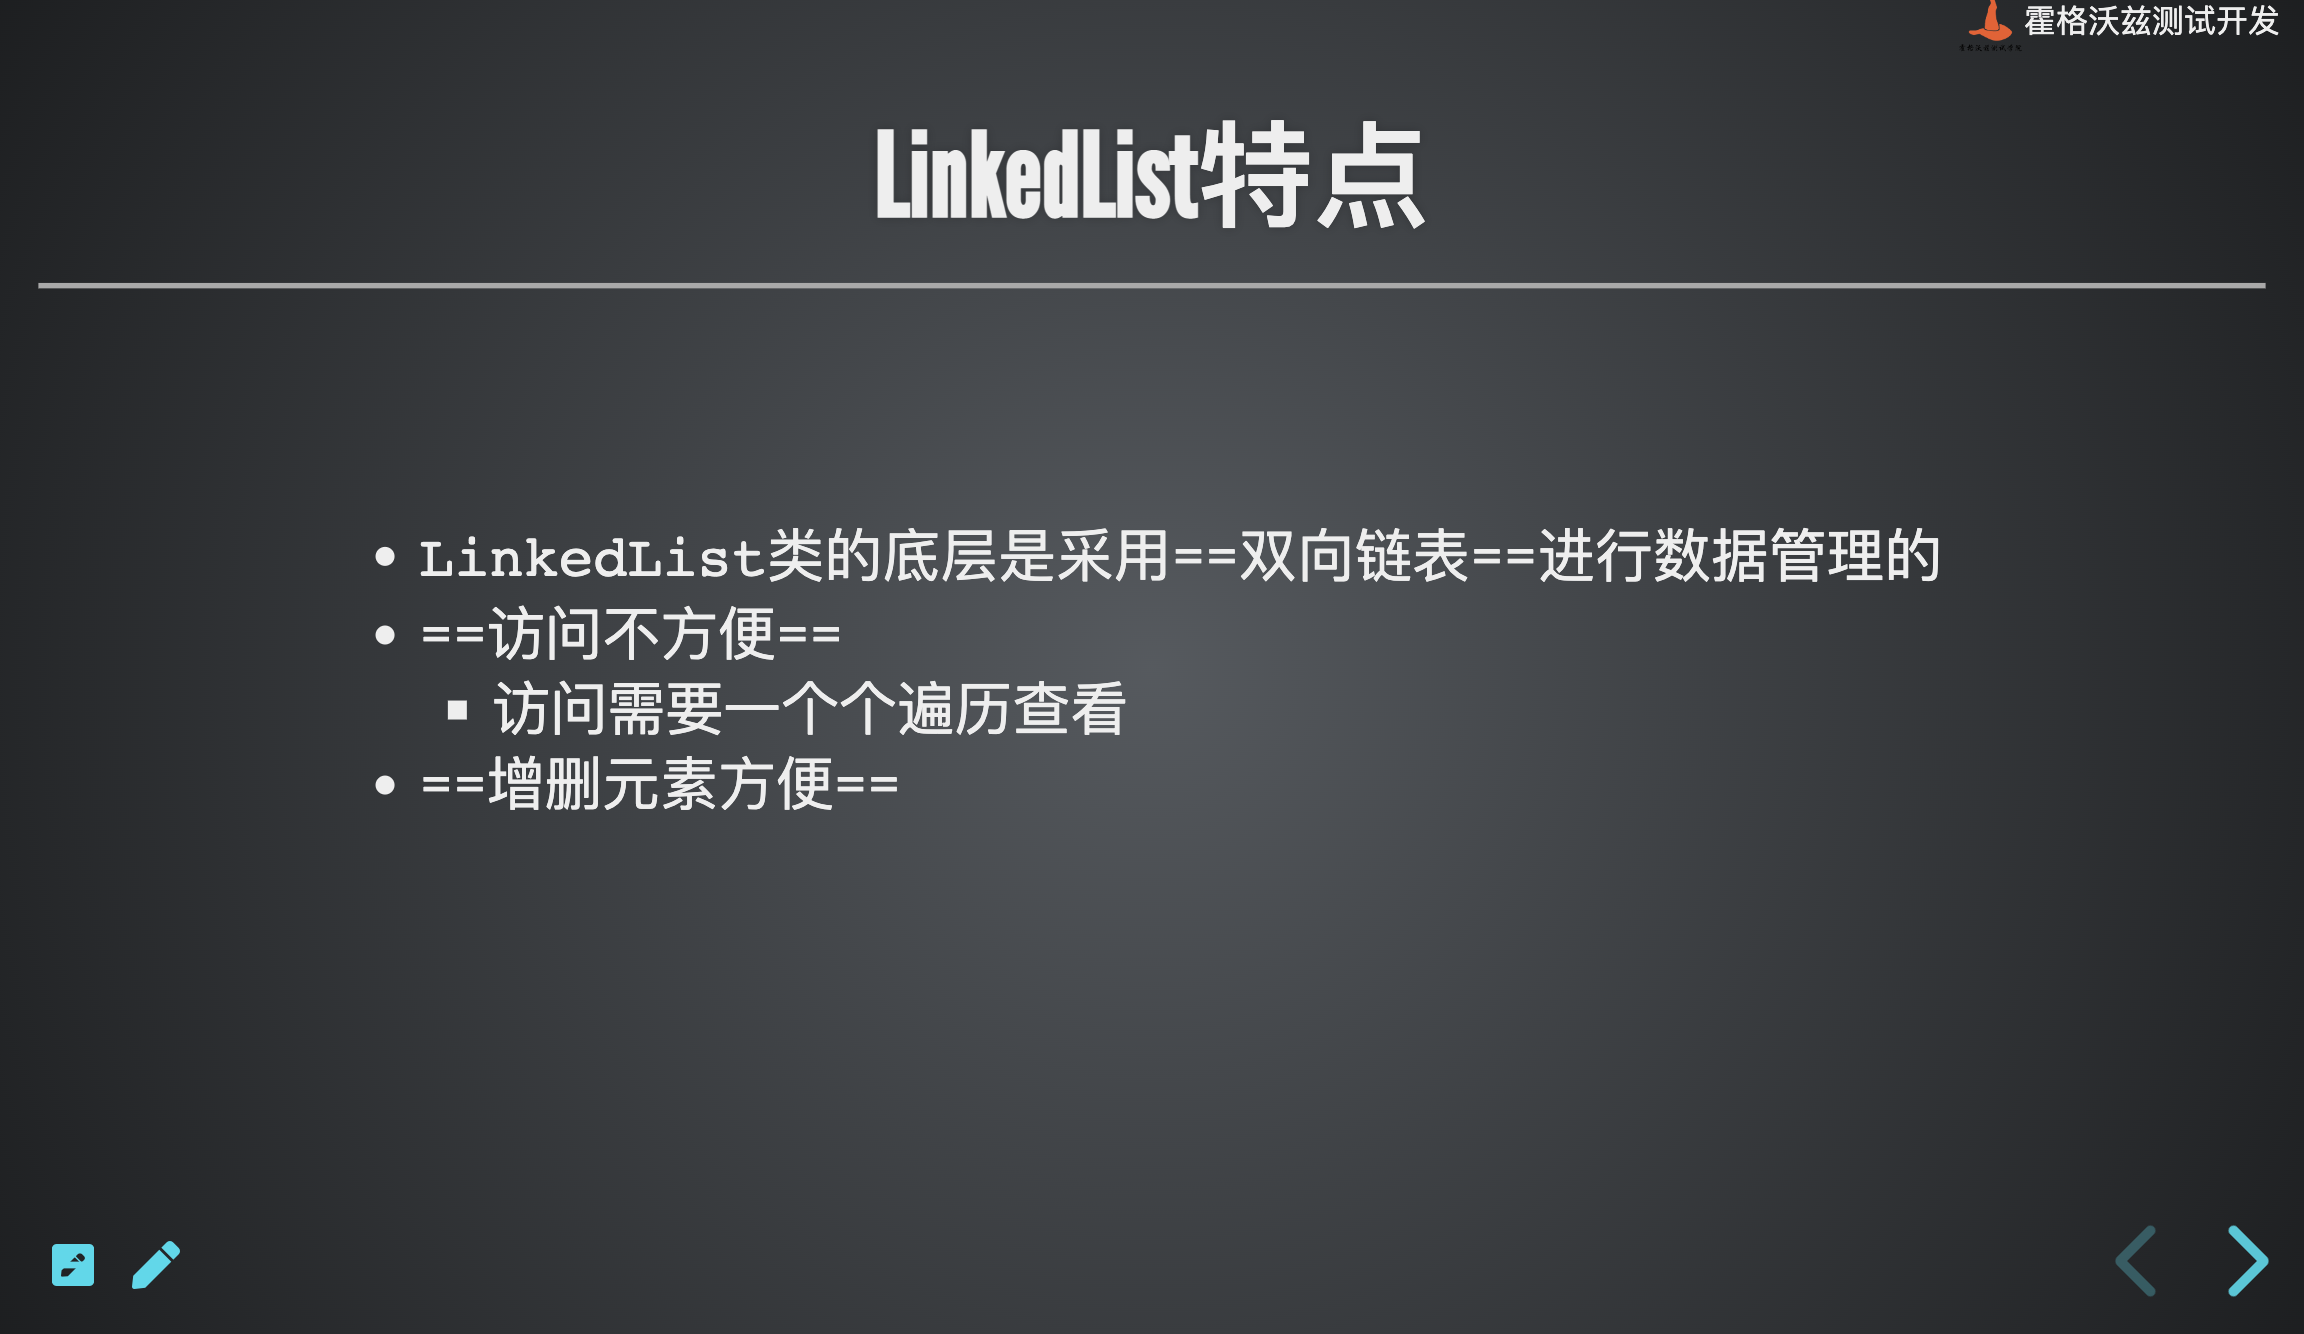 霍格沃兹测试开发
LinkedList特点
LinkedList类的底层是采用==双向链表==进行数据管理的
==访问不方便==
访问需要一个个遍历查看
==增删元素方便==